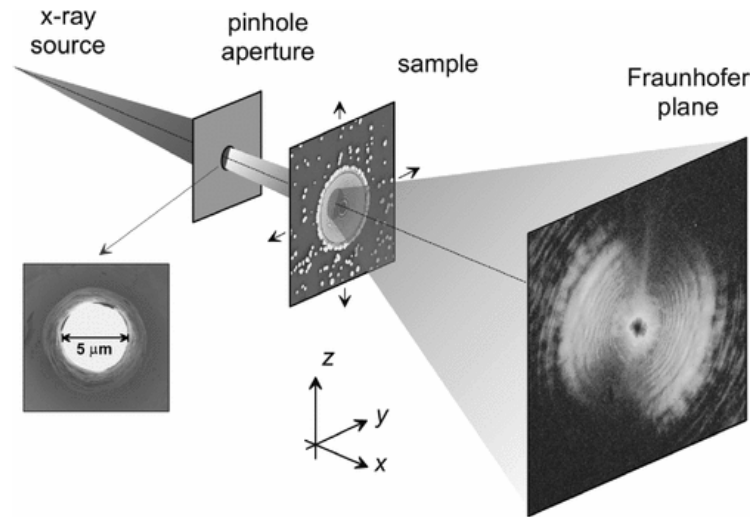 x-ray
source
pinhole
aperture
sample
Fraunhofer
plane
5 μm
z
y
x